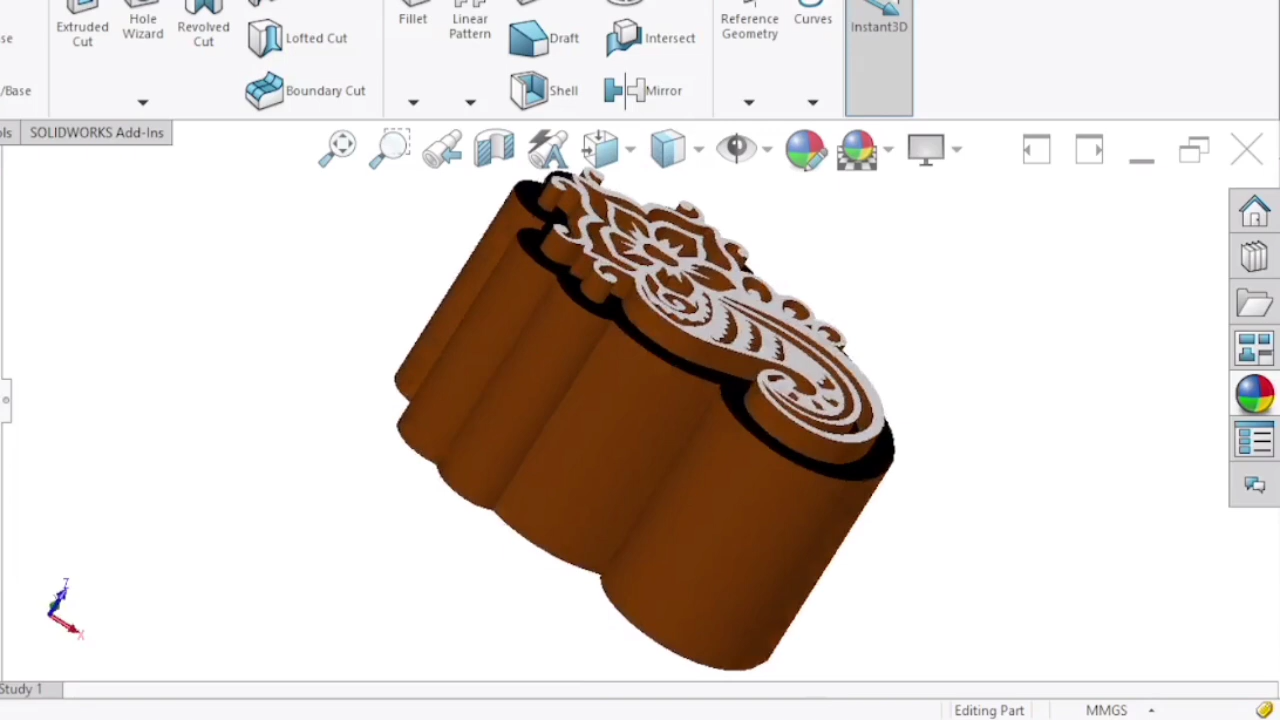 Extruded Cut
Hole Wizard
Revolved Cut
Lofted Cut
Boundary Cut
Fillet
Linear Pattern
Draft
Shell
Intersect
Mirror
Reference Geometry
Curves
Instant3D
/Base
SOLIDWORKS Add-Ins
Z
X
Study 1
Editing Part
MMGS